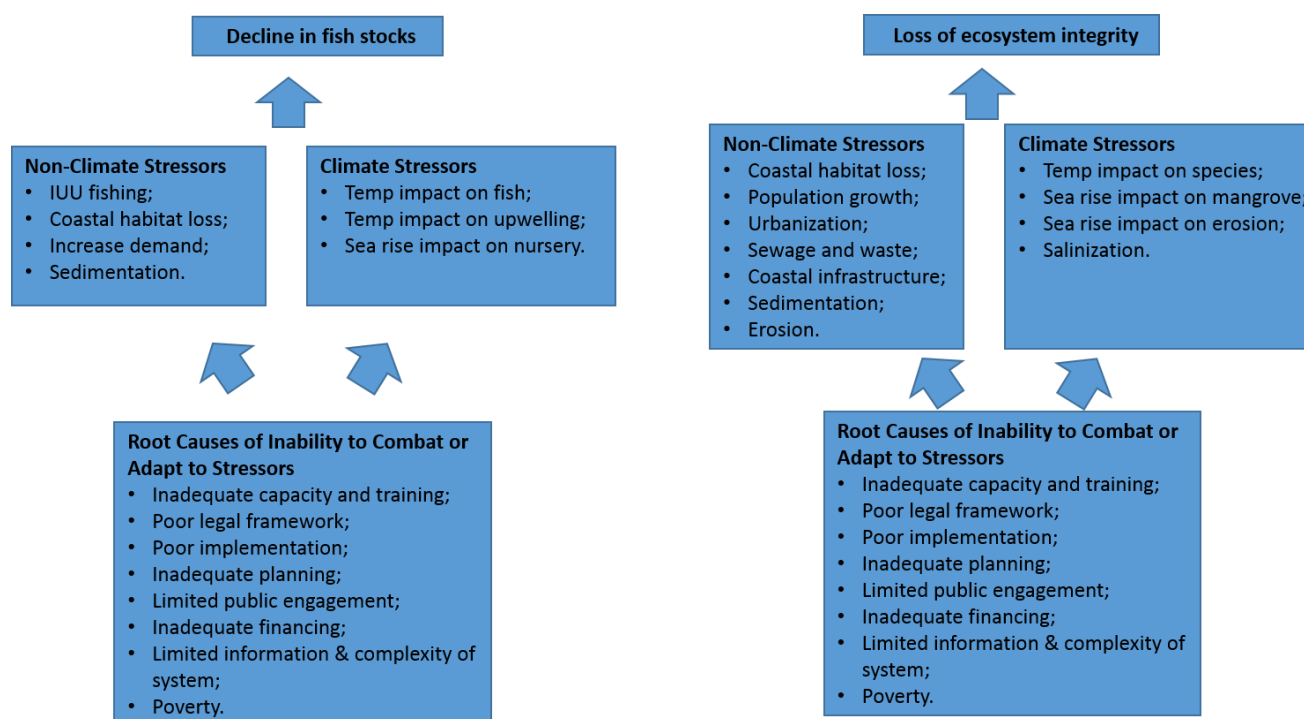 Decline in fish stocks
Non-Climate Stressors
• IUU fishing;
• Coastal habitat loss;
• Increase demand;
• Sedimentation.
Climate Stressors
• Temp impact on fish;
• Temp impact on upwelling;
• Sea rise impact on nursery.
Root Causes of Inability to Combat or
Adapt to Stressors
• Inadequate capacity and training;
• Poor legal framework;
• Poor implementation;
• Inadequate planning;
• Limited public engagement;
• Inadequate financing;
• Limited information & complexity of
system;
• Poverty.
Loss of ecosystem integrity
Non-Climate Stressors
• Coastal habitat loss;
• Population growth;
• Urbanization;
• Sewage and waste;
• Coastal infrastructure;
• Sedimentation;
• Erosion.
Climate Stressors
• Temp impact on species;
• Sea rise impact on mangrove;
• Sea rise impact on erosion;
• Salinization.
Root Causes of Inability to Combat or
Adapt to Stressors
• Inadequate capacity and training;
• Poor legal framework;
• Poor implementation;
• Inadequate planning;
• Limited public engagement;
• Inadequate financing;
• Limited information & complexity of
system;
• Poverty.